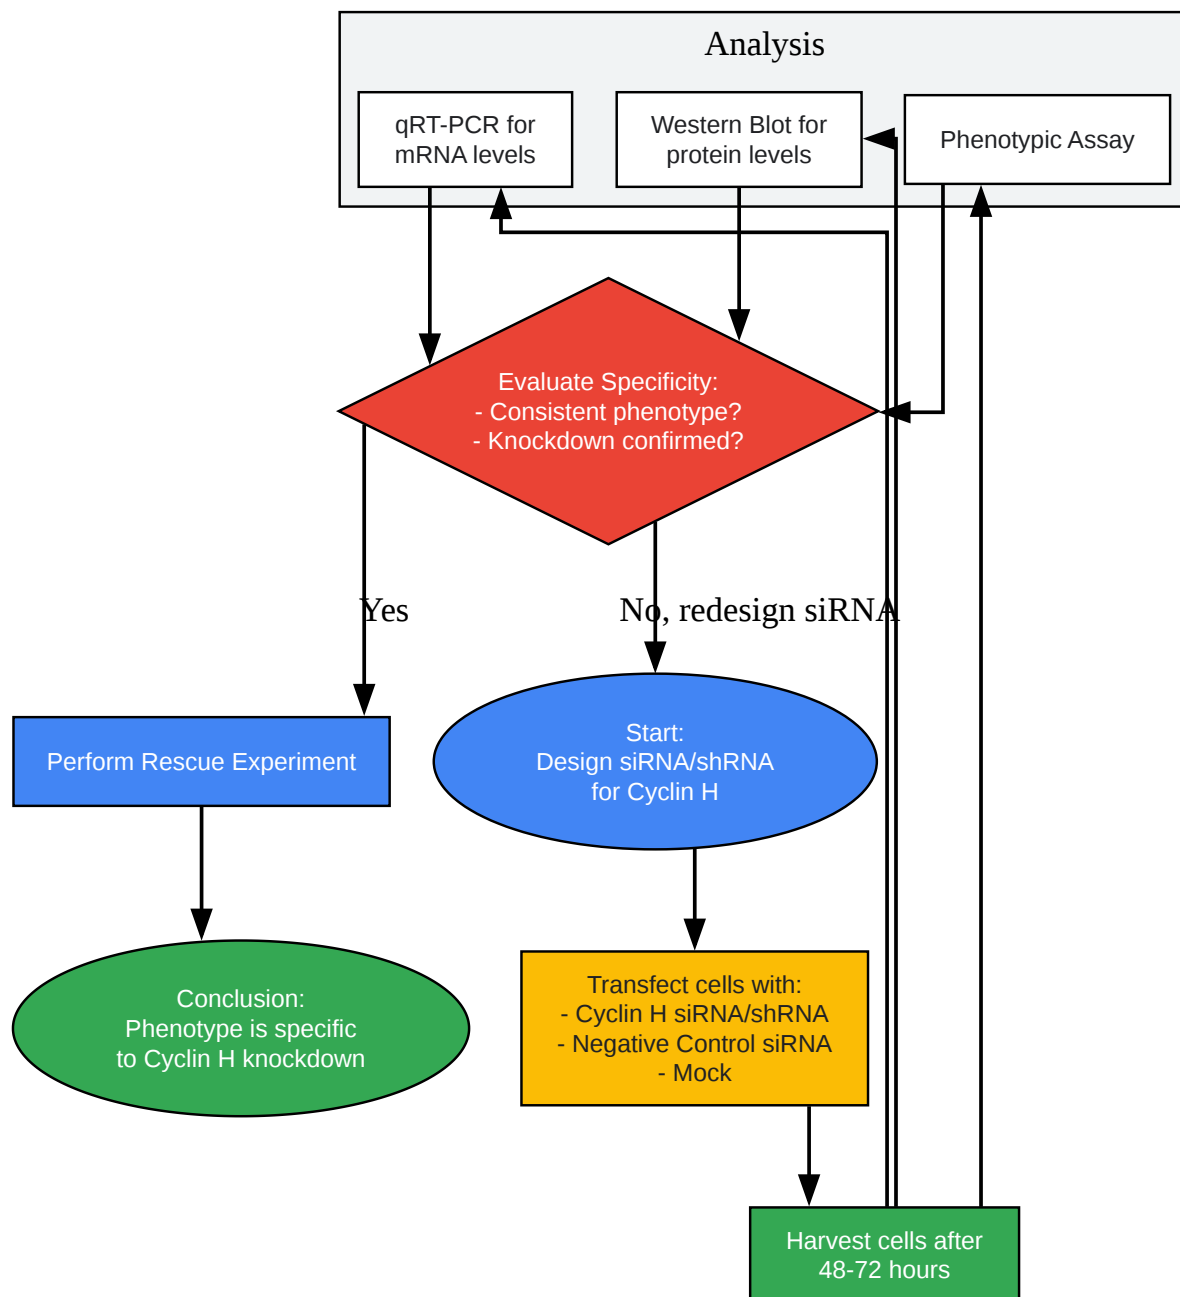 Analysis
qRT-PCR for
mRNA levels
Western Blot for
protein levels
Phenotypic Assay
Evaluate Specificity:
- Consistent phenotype?
- Knockdown confirmed?
Yes
No, redesign siRNA
Perform Rescue Experiment
Start:
Design siRNA/shRNA
for Cyclin H
Conclusion:
Phenotype is specific
to Cyclin H knockdown
Transfect cells with:
- Cyclin H siRNA/shRNA
- Negative Control siRNA
- Mock
Harvest cells after
48-72 hours